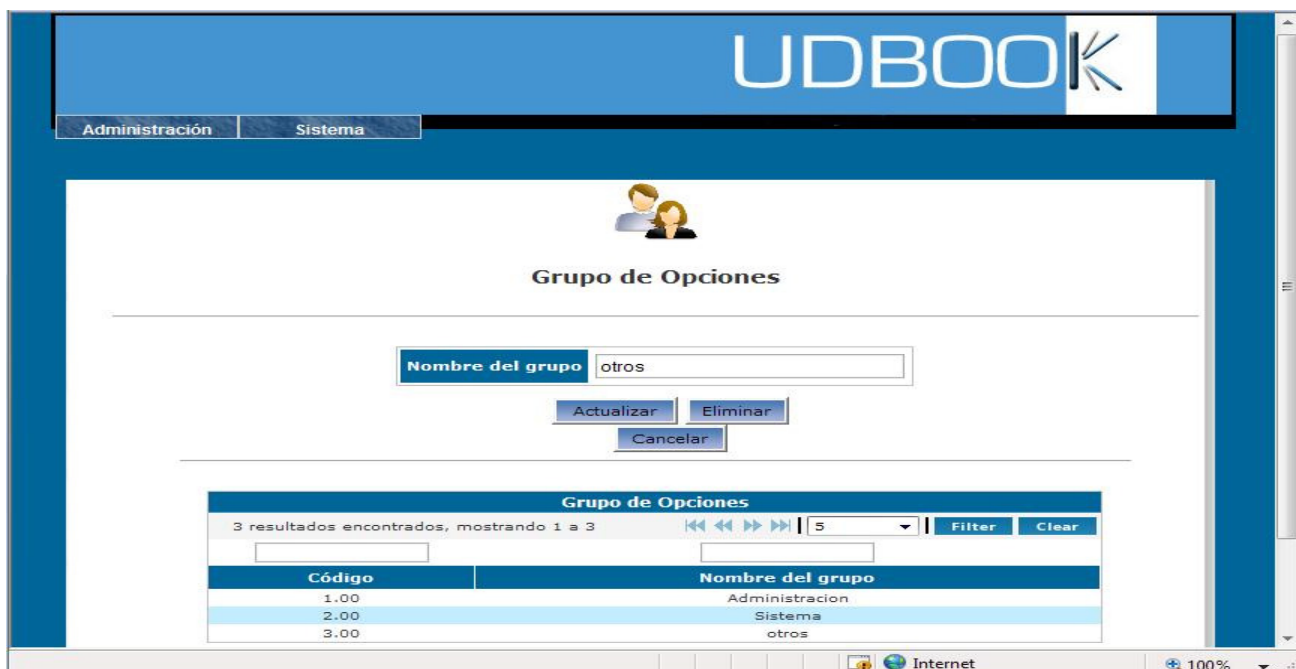 UDBOOK
Administración Sistema
Grupo de Opciones
Nombre del grupo otros
Actualizar Eliminar
Cancelar
Grupo de Opciones
3 resultados encontrados, mostrando 1 a 3 5 Filter Clear
Código Nombre del grupo
1.00 Administracion
2.00 Sistema
3.00 otros
Internet 100%